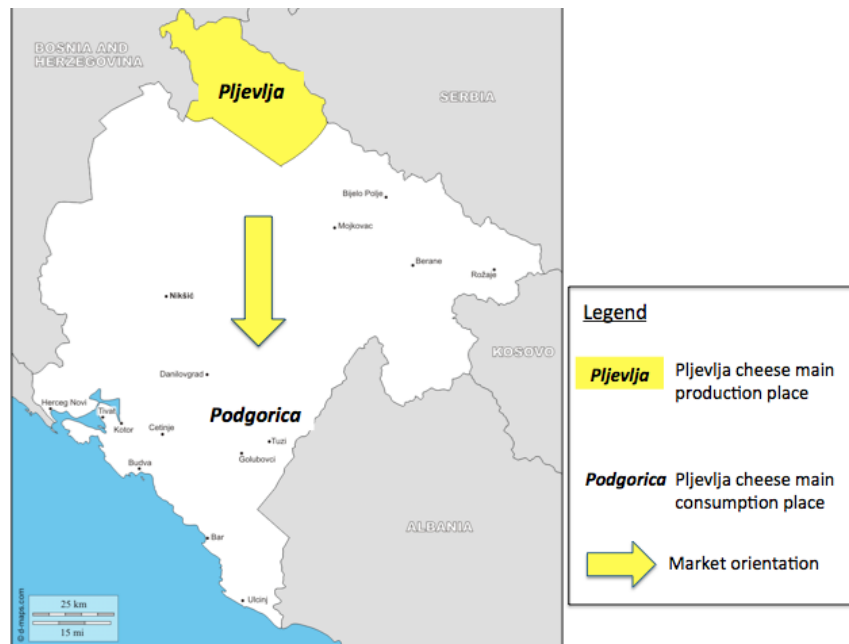 BOSNIA AND
HERZEGOVINA
Pljevlja
SERBIA
Bijelo Polje
Mojkovac
Berane
Rožaje
Nikšić
KOSOVO
Danilovgrad
Herceg Novi
Tivat
Kotor
Cetinje
Podgorica
Tuzi
Golubovci
Budva
ALBANIA
Bar
Ulcinj
25 km
15 mi
© d-maps.com
Legend
Pljevlja
Pljevlja cheese main
production place
Podgorica
Pljevlja cheese main
consumption place
Market orientation